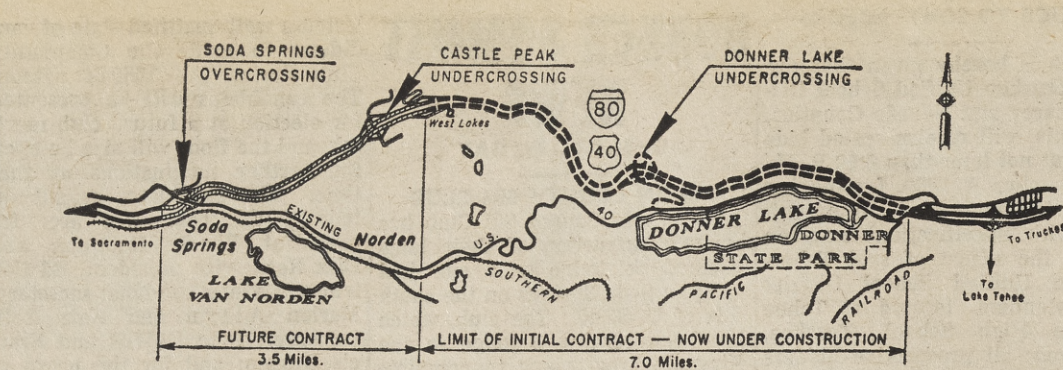 SODA SPRINGS
OVERCROSSING
CASTLE PEAK
UNDERCROSSING
DONNER LAKE
UNDERCROSSING
West Lakes
80
40
To Sacramento
Soda
Springs
EXISTING
Norden
U.S.
40
DONNER LAKE
DONNER
STATE PARK
To Truckee
To
Lake Tahoe
LAKE
VAN NORDEN
SOUTHERN
PACIFIC
RAILROAD
FUTURE CONTRACT
3.5 Miles.
LIMIT OF INITIAL CONTRACT — NOW UNDER CONSTRUCTION
7.0 Miles.